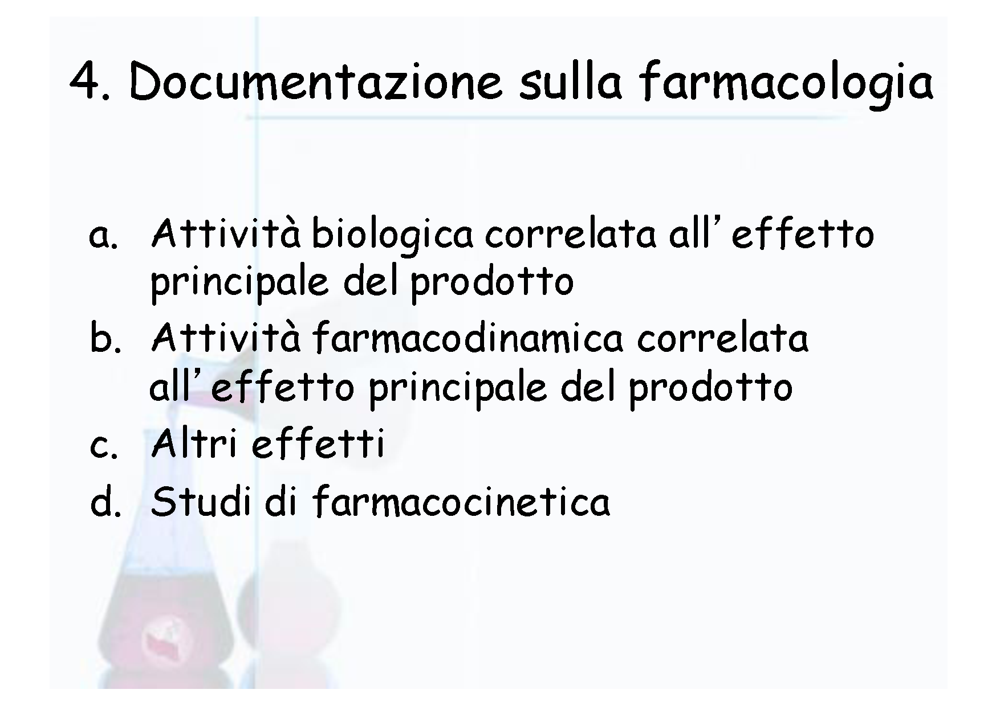 4. Documentazione sulla farmacologia
a. Attività biologica correlata all’effetto
principale del prodotto
b. Attività farmacodinamica correlata
all’effetto principale del prodotto
c. Altri effetti
d. Studi di farmacocinetica